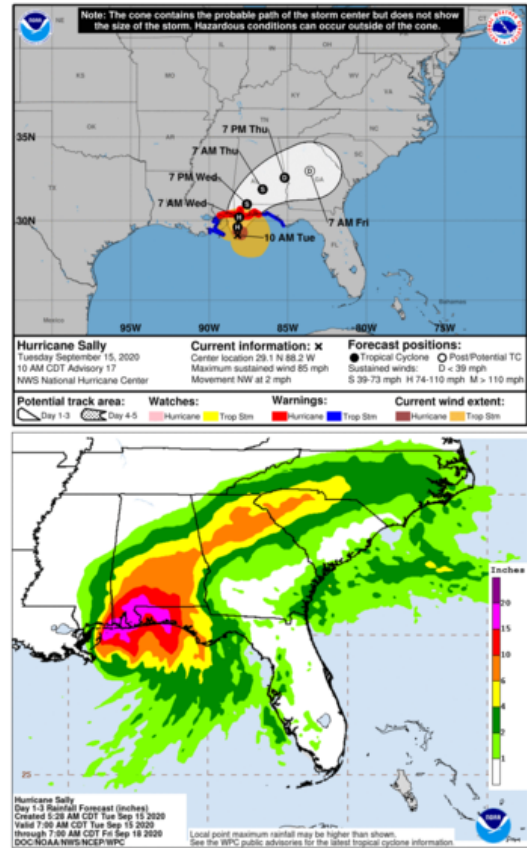 Note: The cone contains the probable path of the storm center but does not show
the size of the storm. Hazardous conditions can occur outside of the cone.
NOAA
35N
30N
7 PM Thu
7 AM Thu
7 PM Wed
7 AM Wed
7 AM Fri
10 AM Tue
Mexico
Bahamas
95W 90W 85W 80W 75W
Hurricane Sally
Tuesday September 15, 2020
10 AM CDT Advisory 17
NWS National Hurricane Center
Current information: x
Center location 29.1 N 88.2 W
Maximum sustained wind 85 mph
Movement NW at 2 mph
Forecast positions:
Tropical Cyclone Post/Potential TC
Sustained winds: D < 39 mph
S 39-73 mph H 74-110 mph M > 110 mph
Potential track area:
Day 1-3 Day 4-5
Watches:
Hurricane Trop Stm
Warnings:
Hurricane Trop Stm
Current wind extent:
Hurricane Trop Stm
Inches
20
15
10
6
4
2
1
25
Hurricane Sally
Day 1-3 Rainfall Forecast (inches)
Created 5:28 AM CDT Tue Sep 15 2020
Valid 7:00 AM CDT Tue Sep 15 2020
through 7:00 AM CDT Fri Sep 18 2020
DOC/NOAA/NWS/NCEP/WPC
Local point maximum rainfall may be higher than shown.
See the WPC public advisories for the latest tropical cyclone information.
NOAA